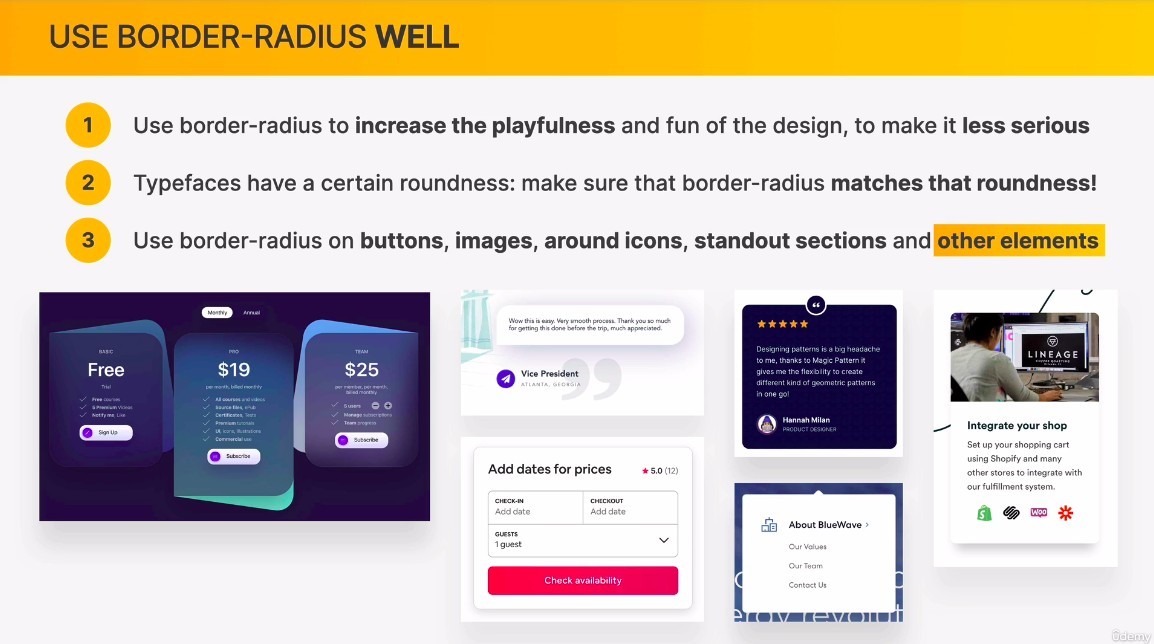 USE BORDER-RADIUS WELL
1
Use border-radius to increase the playfulness and fun of the design, to make it less serious
2
Typefaces have a certain roundness: make sure that border-radius matches that roundness!
3
Use border-radius on buttons, images, around icons, standout sections and other elements
Monthly
Annual
BASIC
Free
Trial
Free courses
3 Premium Videos
Notify me, Like
Sign Up
PRO
$19
per month, billed monthly
All sources and videos
Source files, ePub
Certificates, Tests
Premium tutorials
UI, icons, illustrations
Commercial use
Subscribe
TEAM
$25
per member, per month,
billed monthly
5 users
Manage subscriptions
Team progress
Subscribe
Wow this is easy. Very smooth process. Thank you so much
for getting this done before the trip, much appreciated.
Vice President
ATLANTA, GEORGIA
Add dates for prices
5.0 (12)
CHECK-IN
Add date
CHECKOUT
Add date
GUESTS
1 guest
Check availability
Designing patterns is a big headache
to me, thanks to Magic Pattern it
gives me the flexibility to create
different kind of geometric patterns
in one go!
Hannah Milan
PRODUCT DESIGNER
About BlueWave
Our Values
Our Team
Contact Us
LINEAGE
Integrate your shop
Set up your shopping cart
using Shopify and many
other stores to integrate with
our fulfillment system.
WOO
ûdemy